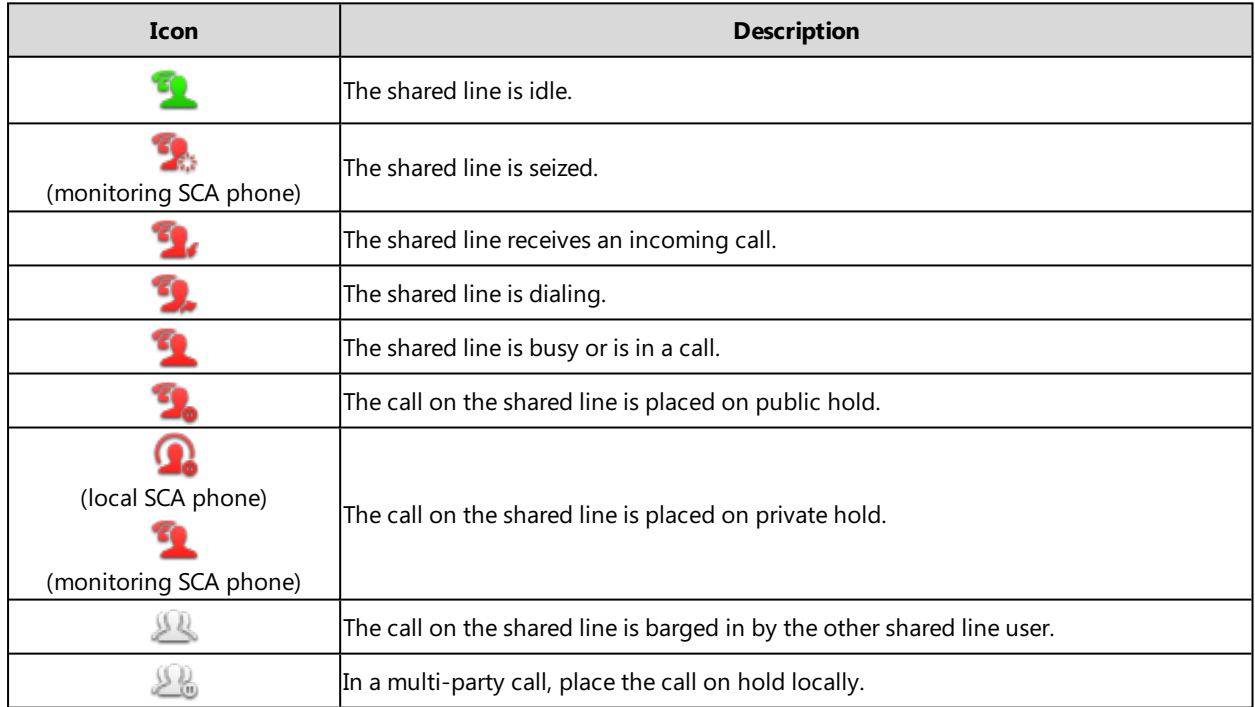 Icon Description
The shared line is idle.
(monitoring SCA phone) The shared line is seized.
The shared line receives an incoming call.
The shared line is dialing.
The shared line is busy or is in a call.
The call on the shared line is placed on public hold.
(local SCA phone)
(monitoring SCA phone)
The call on the shared line is placed on private hold.
The call on the shared line is barged in by the other shared line user.
In a multi-party call, place the call on hold locally.